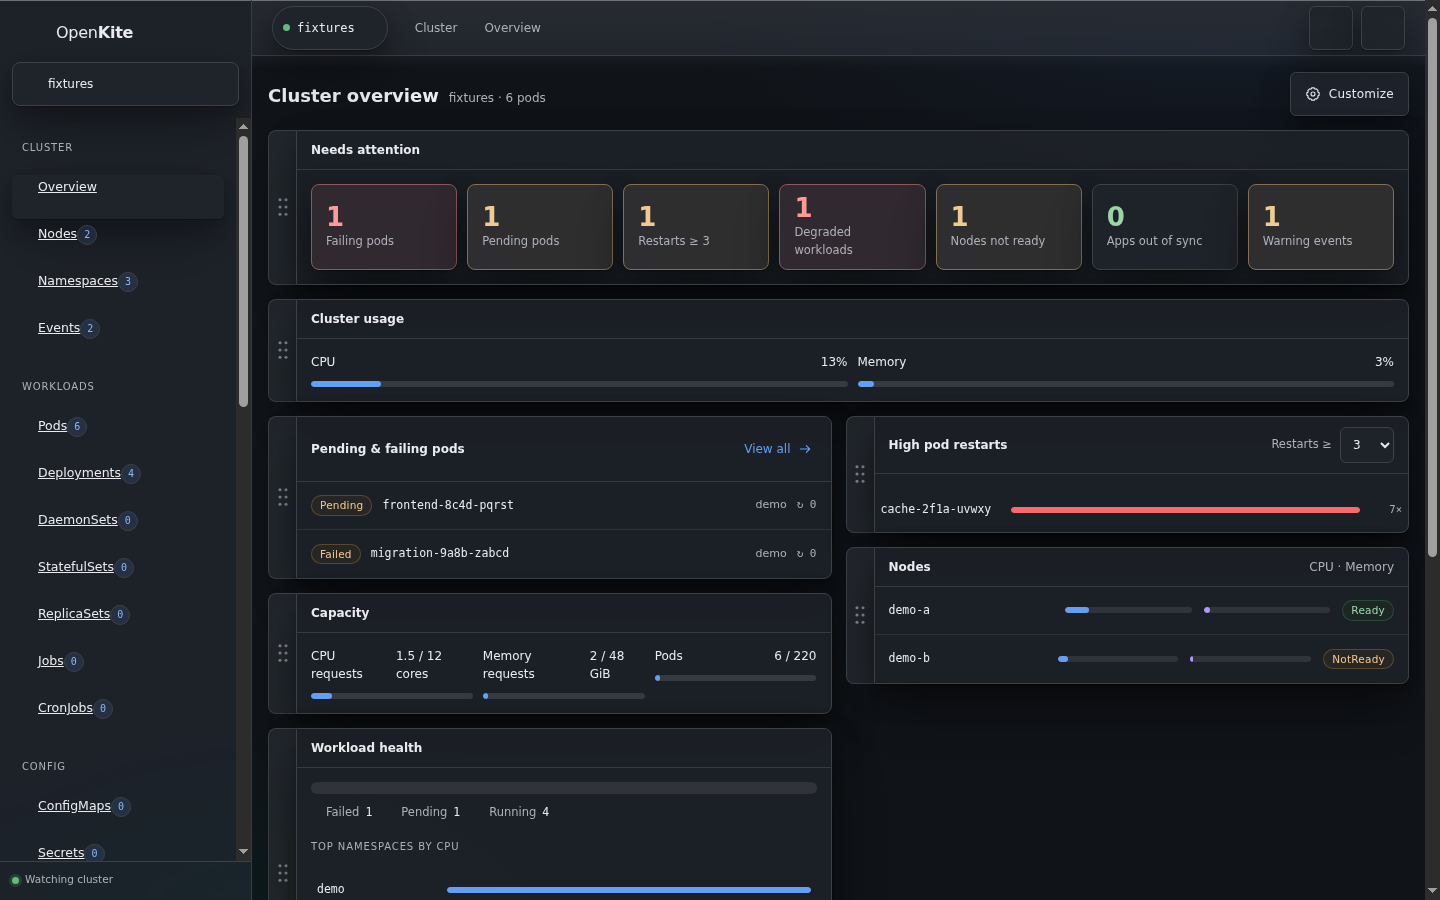 OpenKite
fixtures
CLUSTER
Overview
Nodes 2
Namespaces 3
Events 2
WORKLOADS
Pods 6
Deployments 4
DaemonSets 0
StatefulSets 0
ReplicaSets 0
Jobs 0
CronJobs 0
CONFIG
ConfigMaps 0
Secrets 0
Watching cluster
fixtures Cluster Overview
Cluster overview fixtures · 6 pods
Customize
Needs attention
1
Failing pods
1
Pending pods
1
Restarts ≥ 3
1
Degraded
workloads
1
Nodes not ready
0
Apps out of sync
1
Warning events
Cluster usage
CPU 13%
Memory 3%
Pending & failing pods View all →
Pending frontend-8c4d-pqrst demo ↻ 0
Failed migration-9a8b-zabcd demo ↻ 0
Capacity
CPU
requests
1.5 / 12
cores
Memory
requests
2 / 48
GiB
Pods 6 / 220
Workload health
Failed 1 Pending 1 Running 4
TOP NAMESPACES BY CPU
demo
High pod restarts Restarts ≥ 3
cache-2f1a-uvwxy 7×
Nodes CPU · Memory
demo-a Ready
demo-b NotReady